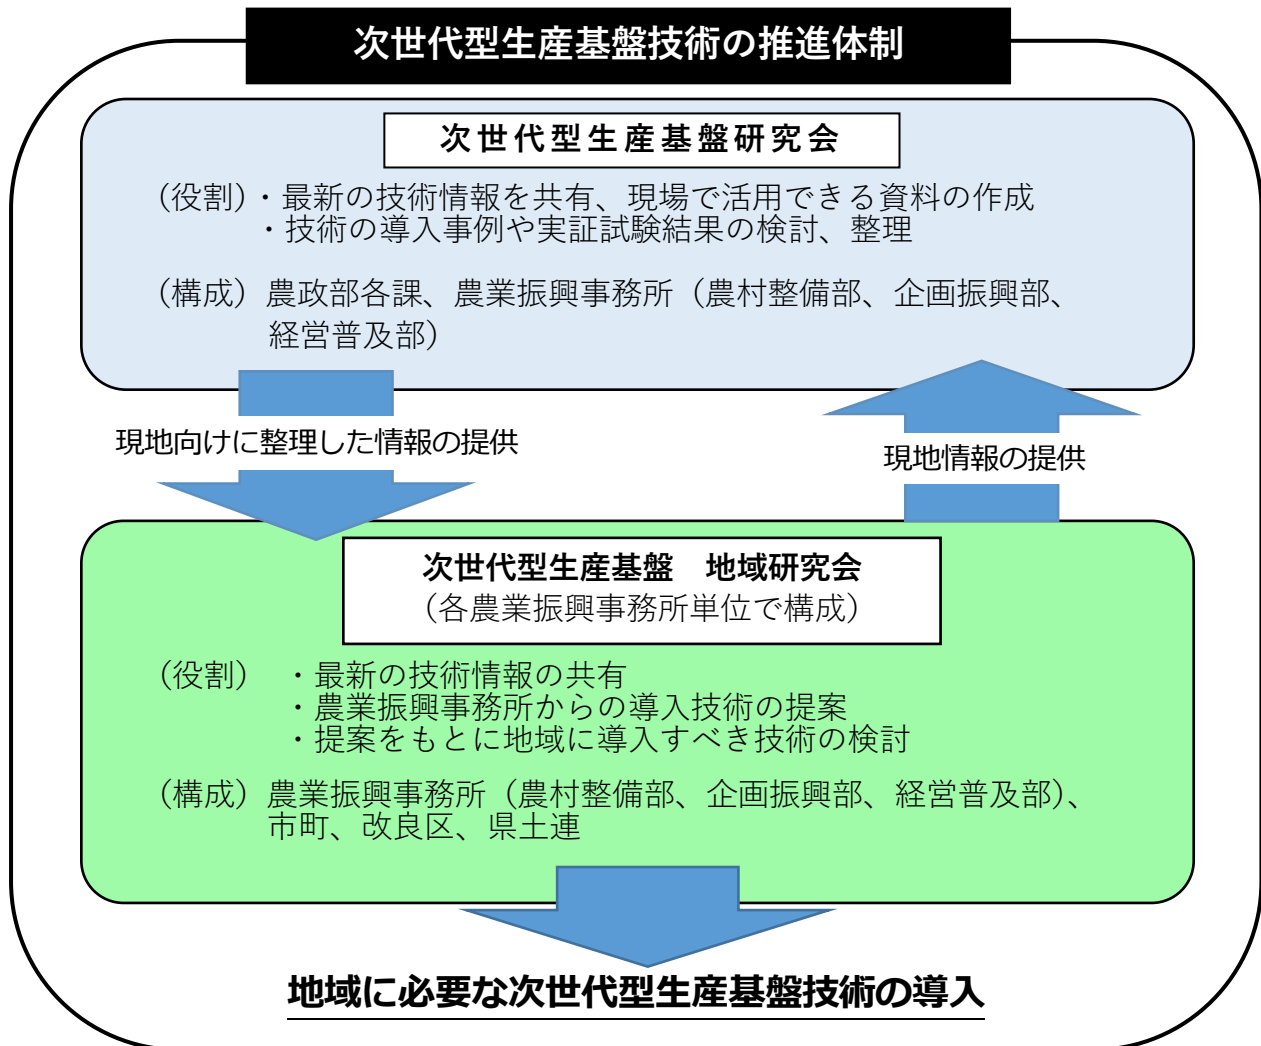 次世代型生産基盤技術の推進体制
次世代型生産基盤研究会
（役割）・最新の技術情報を共有、現場で活用できる資料の作成
・技術の導入事例や実証試験結果の検討、整理
（構成）農政部各課、農業振興事務所（農村整備部、企画振興部、
経営普及部）
現地向けに整理した情報の提供
現地情報の提供
次世代型生産基盤　地域研究会
（各農業振興事務所単位で構成）
（役割）　・最新の技術情報の共有
・農業振興事務所からの導入技術の提案
・提案をもとに地域に導入すべき技術の検討
（構成）農業振興事務所（農村整備部、企画振興部、経営普及部）、
市町、改良区、県土連
地域に必要な次世代型生産基盤技術の導入